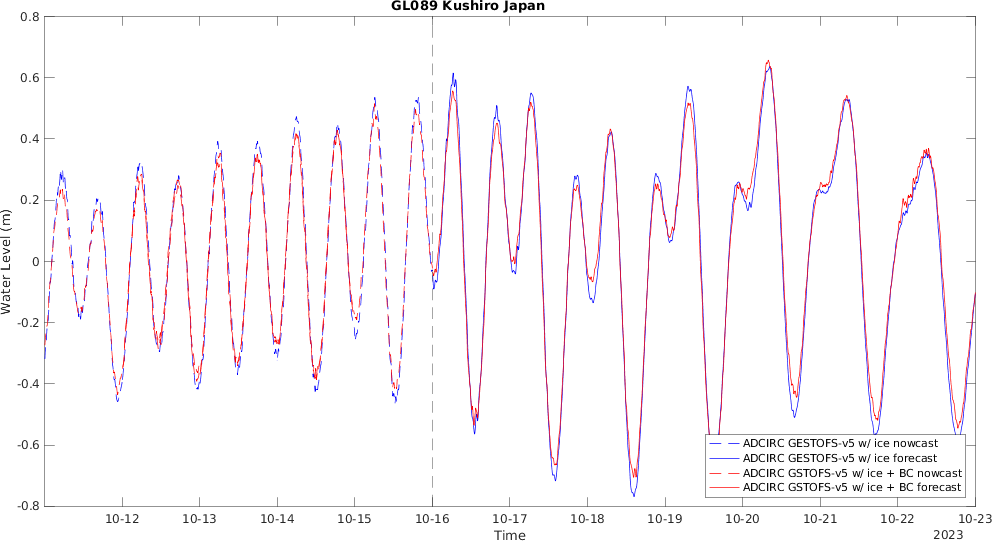 GL089 Kushiro Japan
0.8
0.6
0.4
0.2
0
-0.2
-0.4
-0.6
-0.8
Water Level (m)
ADCIRC GESTOFS-v5 w/ ice nowcast
ADCIRC GESTOFS-v5 w/ ice forecast
ADCIRC GSTOFS-v5 w/ ice + BC nowcast
ADCIRC GSTOFS-v5 w/ ice + BC forecast
10-12 10-13 10-14 10-15 10-16 10-17 10-18 10-19 10-20 10-21 10-22 10-23
Time
2023